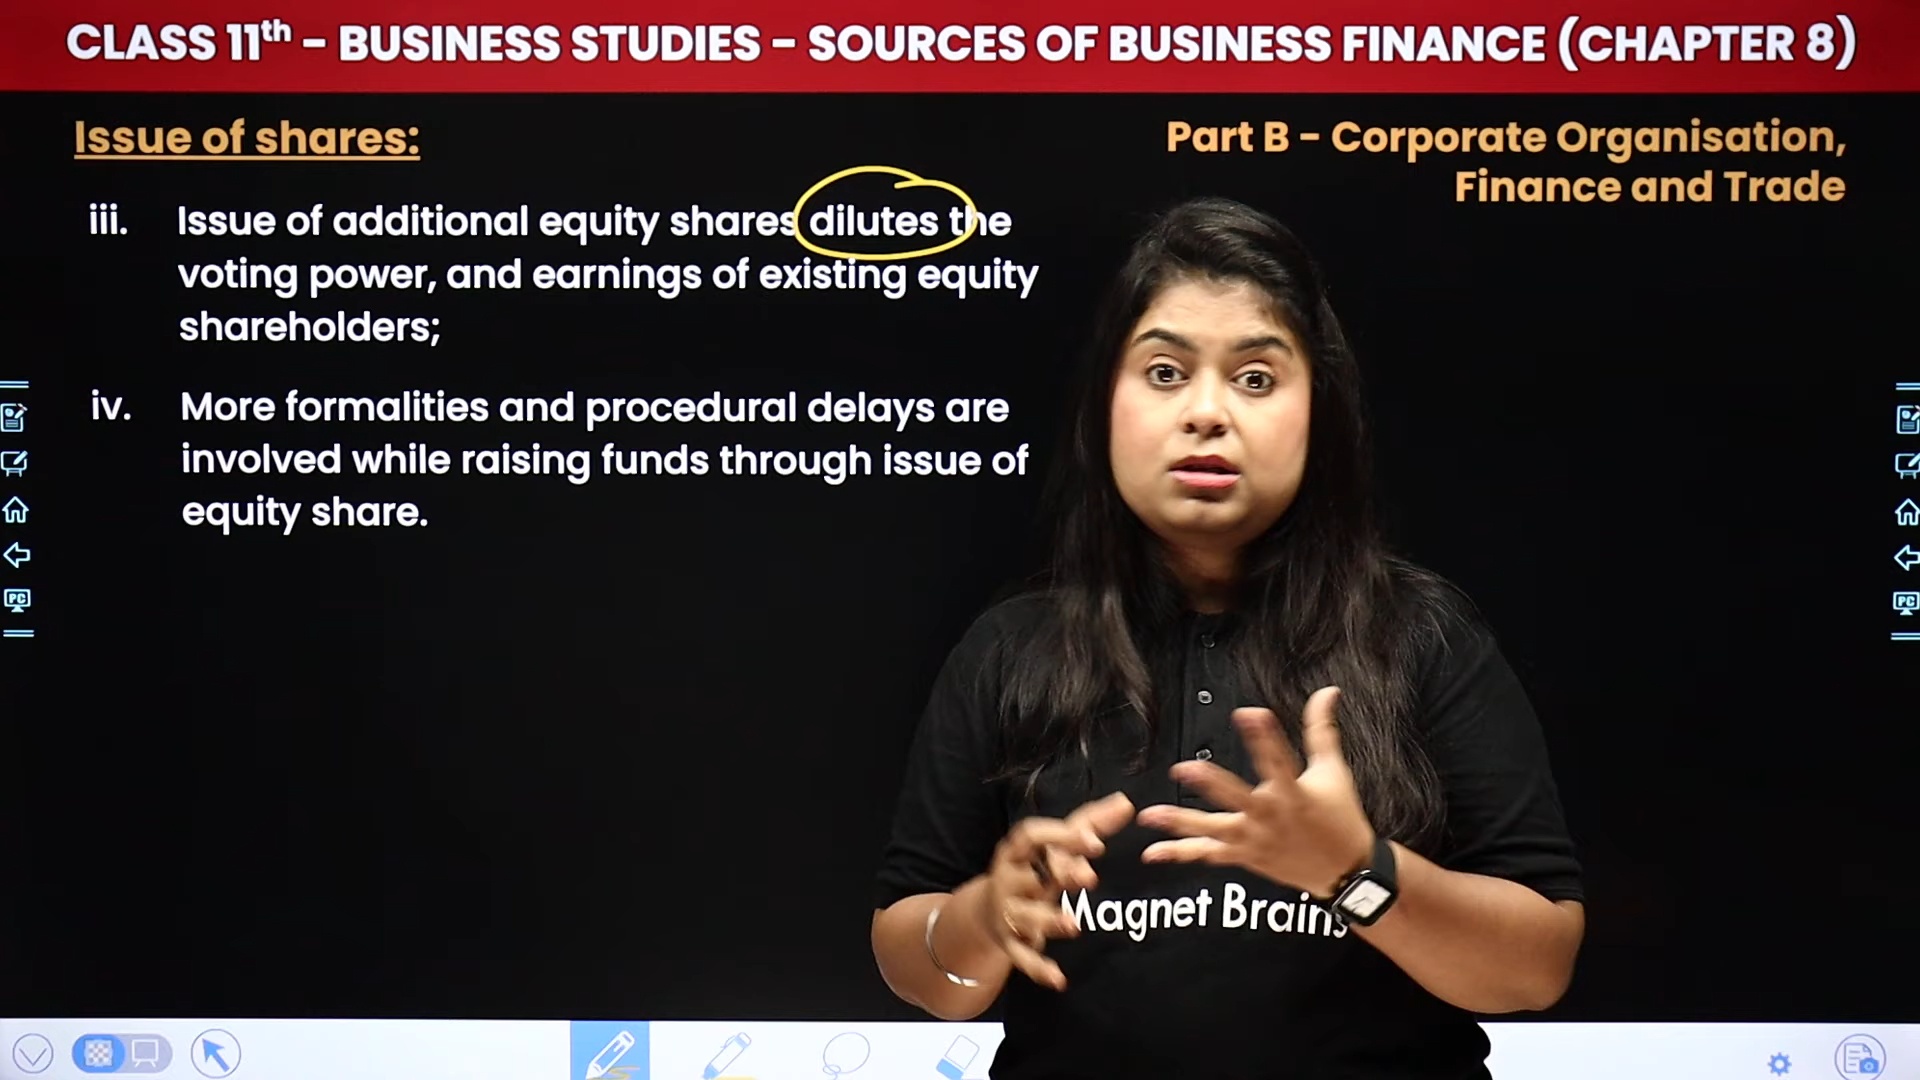 CLASS 11th - BUSINESS STUDIES - SOURCES OF BUSINESS FINANCE (CHAPTER 8)
Issue of shares:
Part B - Corporate Organisation,
Finance and Trade
iii. Issue of additional equity shares dilutes the
voting power, and earnings of existing equity
shareholders;
iv. More formalities and procedural delays are
involved while raising funds through issue of
equity share.
PC
PC
Magnet Brains